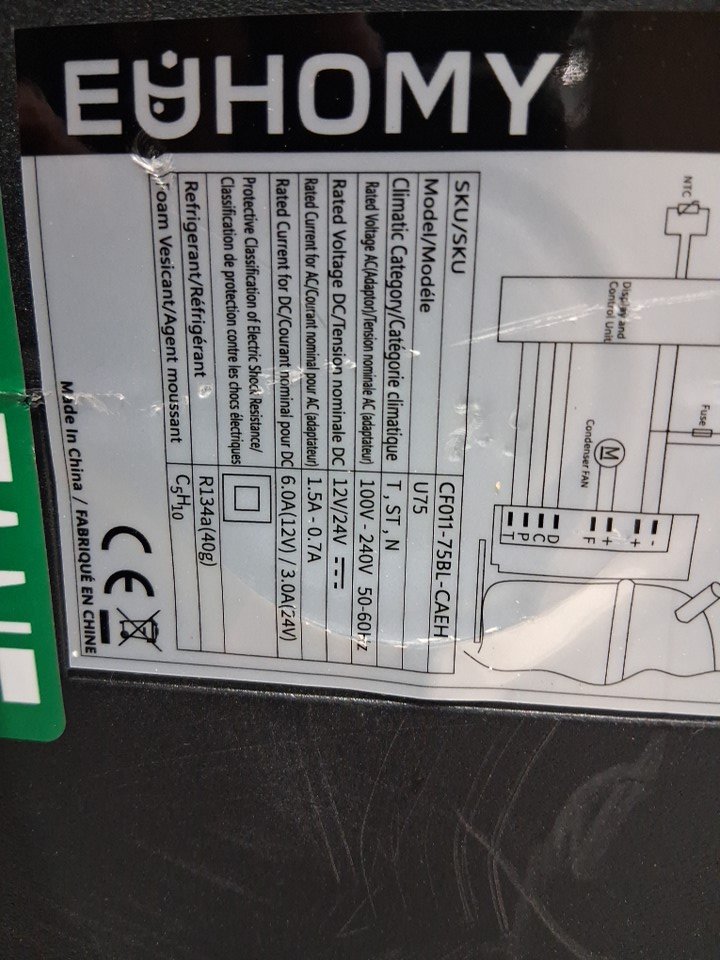 EUHOMY
NTC
Display and
Control Unit
Fuse
Condenser FAN
M
-
+
+
F
D
C
P
T
SKU/SKU CF011-75BL-CAEH
Model/Modéle U75
Climatic Category/Catégorie climatique T , ST , N
Rated Voltage AC(Adapton)/Tension nominale AC (adaptateur) 100V - 240V 50-60Hz
Rated Voltage DC/Tension nominale DC 12V/24V
Rated Current for AC/Courant nominal pour AC (adaptateur) 1.5A - 0.7A
Rated Current for DC/Courant nominal pour DC 6.0A(12V) / 3.0A(24V)
Protective Classification of Electric Shock Resistance/
Classification de protection contre les chocs électriques
Refrigerant/Réfrigérant R134a(40g)
Foam Vesicant/Agent moussant C₅H₁₀
CE
Made in China / FABRIQUÉ EN CHINE